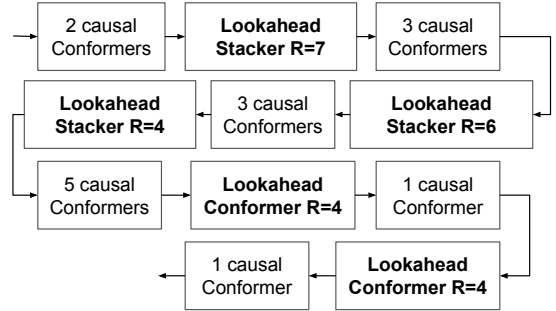 2 causal
Conformers
Lookahead
Stacker R=7
3 causal
Conformers
Lookahead
Stacker R=6
3 causal
Conformers
Lookahead
Stacker R=4
5 causal
Conformers
Lookahead
Conformer R=4
1 causal
Conformer
Lookahead
Conformer R=4
1 causal
Conformer